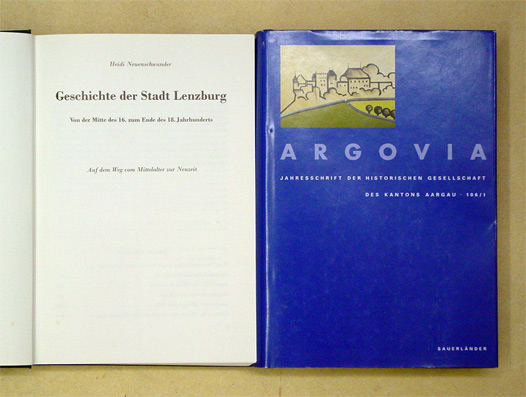 Heidi Neuenschwander
Geschichte der Stadt Lenzburg
Von der Mitte des 16. zum Ende des 18. Jahrhunderts
Auf dem Weg vom Mittelalter zur Neuzeit
ARGOVIA
JAHRESSCHRIFT DER HISTORISCHEN GESELLSCHAFT
DES KANTONS AARGAU · 106/I
SAUERLÄNDER